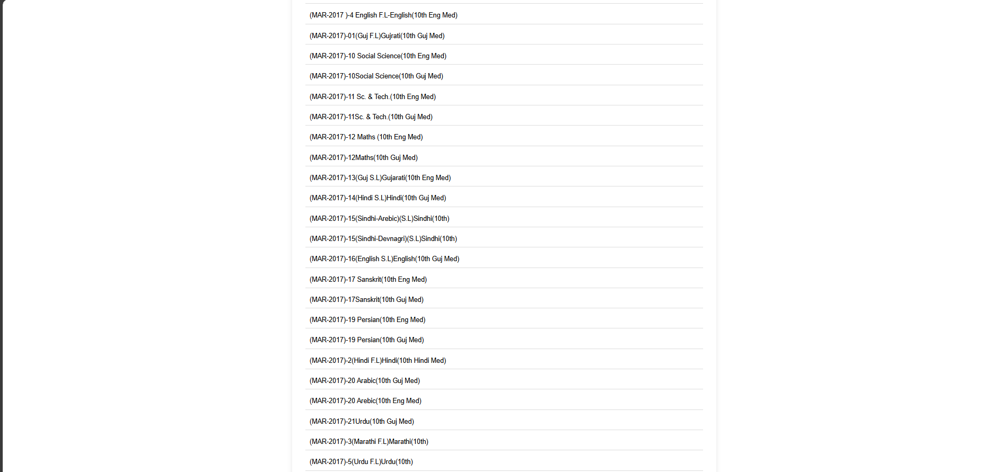 (MAR-2017 )-4 English F.L-English(10th Eng Med)
(MAR-2017)-01(Guj F.L)Gujrati(10th Guj Med)
(MAR-2017)-10 Social Science(10th Eng Med)
(MAR-2017)-10Social Science(10th Guj Med)
(MAR-2017)-11 Sc. & Tech.(10th Eng Med)
(MAR-2017)-11Sc. & Tech.(10th Guj Med)
(MAR-2017)-12 Maths (10th Eng Med)
(MAR-2017)-12Maths(10th Guj Med)
(MAR-2017)-13(Guj S.L)Gujarati(10th Eng Med)
(MAR-2017)-14(Hindi S.L)Hindi(10th Guj Med)
(MAR-2017)-15(Sindhi-Arebic)(S.L)Sindhi(10th)
(MAR-2017)-15(Sindhi-Devnagri)(S.L)Sindhi(10th)
(MAR-2017)-16(English S.L)English(10th Guj Med)
(MAR-2017)-17 Sanskrit(10th Eng Med)
(MAR-2017)-17Sanskrit(10th Guj Med)
(MAR-2017)-19 Persian(10th Eng Med)
(MAR-2017)-19 Persian(10th Guj Med)
(MAR-2017)-2(Hindi F.L)Hindi(10th Hindi Med)
(MAR-2017)-20 Arabic(10th Guj Med)
(MAR-2017)-20 Arebic(10th Eng Med)
(MAR-2017)-21Urdu(10th Guj Med)
(MAR-2017)-3(Marathi F.L)Marathi(10th)
(MAR-2017)-5(Urdu F.L)Urdu(10th)